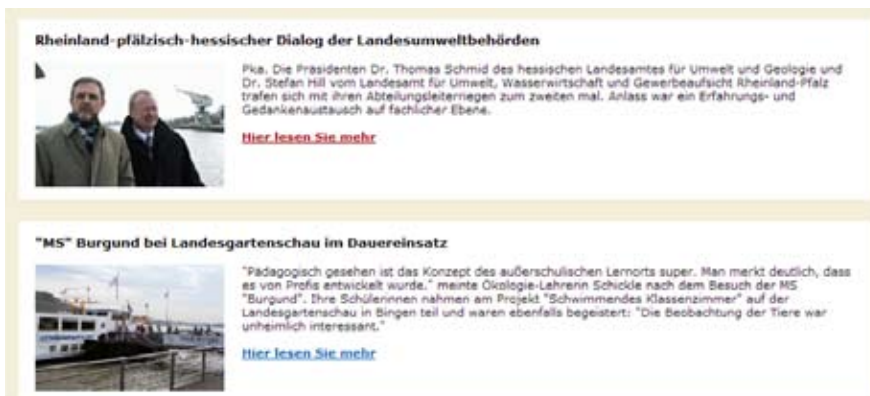 Rheinland-pfälzisch-hessischer Dialog der Landesumweltbehörden
Pka. Die Präsidenten Dr. Thomas Schmid des hessischen Landesamtes für Umwelt und Geologie und
Dr. Stefan Hill vom Landesamt für Umwelt, Wasserwirtschaft und Gewerbeaufsicht Rheinland-Pfalz
trafen sich mit ihren Abteilungsleiterriegen zum zweiten mal. Anlass war ein Erfahrungs- und
Gedankenaustausch auf fachlicher Ebene.
Hier lesen Sie mehr
"MS" Burgund bei Landesgartenschau im Dauereinsatz
"Pädagogisch gesehen ist das Konzept des außerschulischen Lernorts super. Man merkt deutlich, dass
es von Profis entwickelt wurde." meinte Ökologie-Lehrerin Schickle nach dem Besuch der MS
"Burgund". Ihre Schülerinnen nahmen am Projekt "Schwimmendes Klassenzimmer" auf der
Landesgartenschau in Bingen teil und waren ebenfalls begeistert: "Die Beobachtung der Tiere war
unheimlich interessant."
Hier lesen Sie mehr